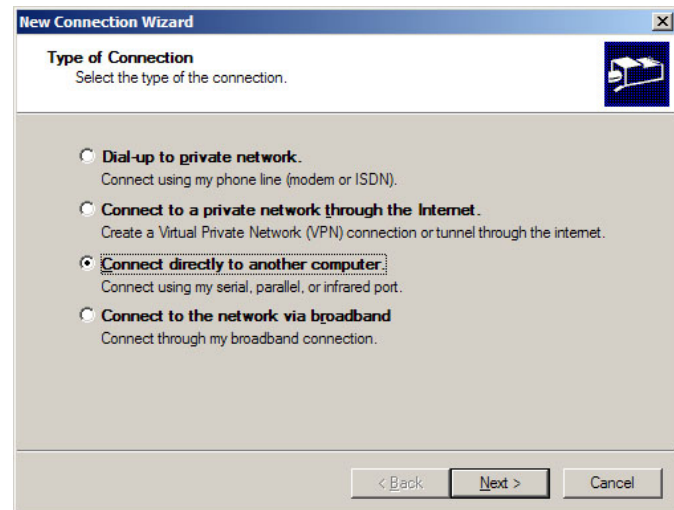 New Connection Wizard
Type of Connection
Select the type of the connection.
Dial-up to private network.
Connect using my phone line (modem or ISDN).
Connect to a private network through the Internet.
Create a Virtual Private Network (VPN) connection or tunnel through the internet.
Connect directly to another computer.
Connect using my serial, parallel, or infrared port.
Connect to the network via broadband
Connect through my broadband connection.
< Back Next > Cancel